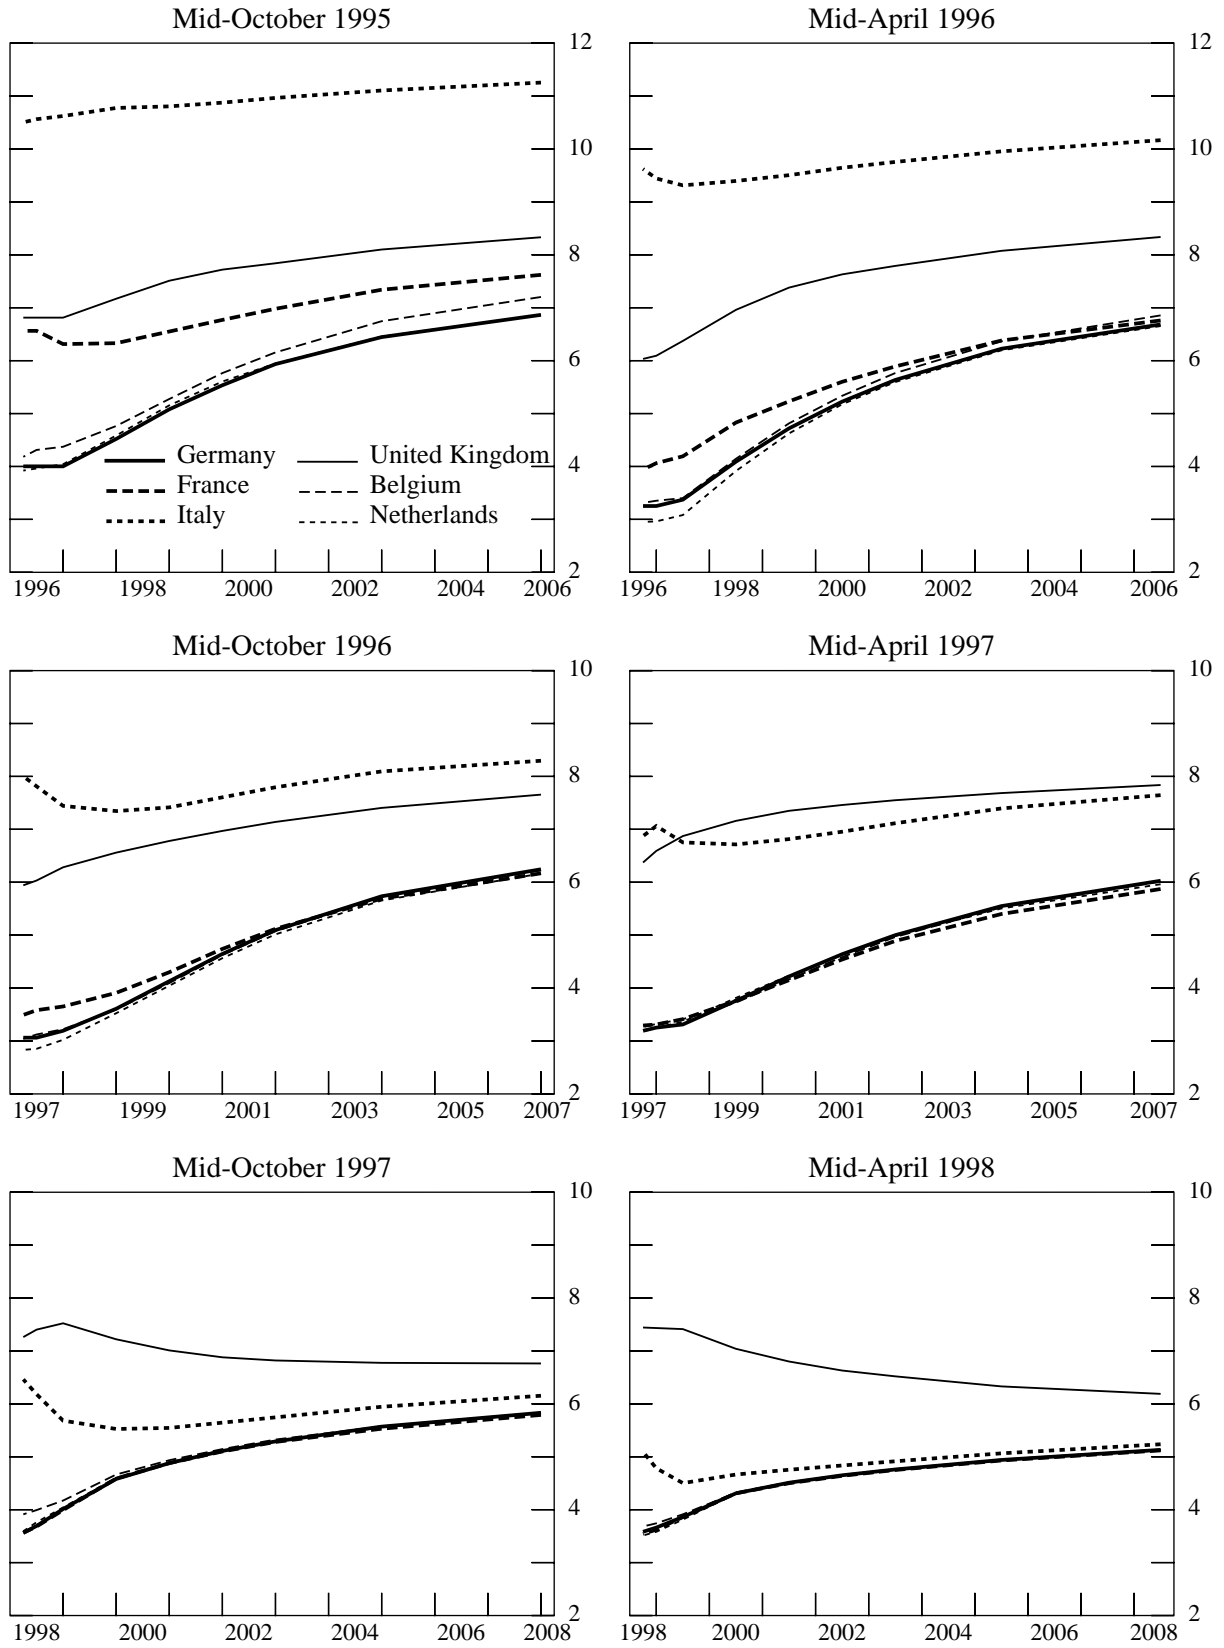 Mid-October 1995
Mid-April 1996
12
12
10
10
8
8
6
6
4
4
2
2
Germany
United Kingdom
France
Belgium
Italy
Netherlands
1996 1998 2000 2002 2004 2006
1996 1998 2000 2002 2004 2006
Mid-October 1996
Mid-April 1997
10
10
8
8
6
6
4
4
2
2
1997 1999 2001 2003 2005 2007
1997 1999 2001 2003 2005 2007
Mid-October 1997
Mid-April 1998
10
10
8
8
6
6
4
4
2
2
1998 2000 2002 2004 2006 2008
1998 2000 2002 2004 2006 2008